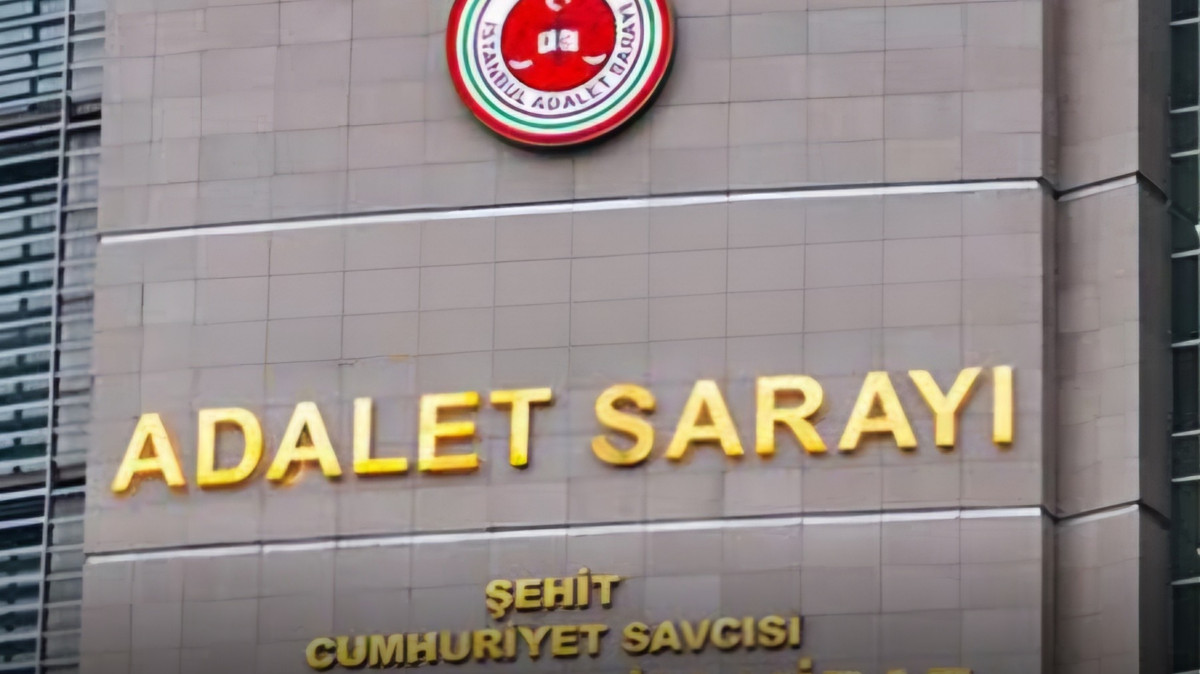 İSTANBUL ADALET SARAYI
ADALET SARAYI
ŞEHİT
CUMHURİYET SAVCISI